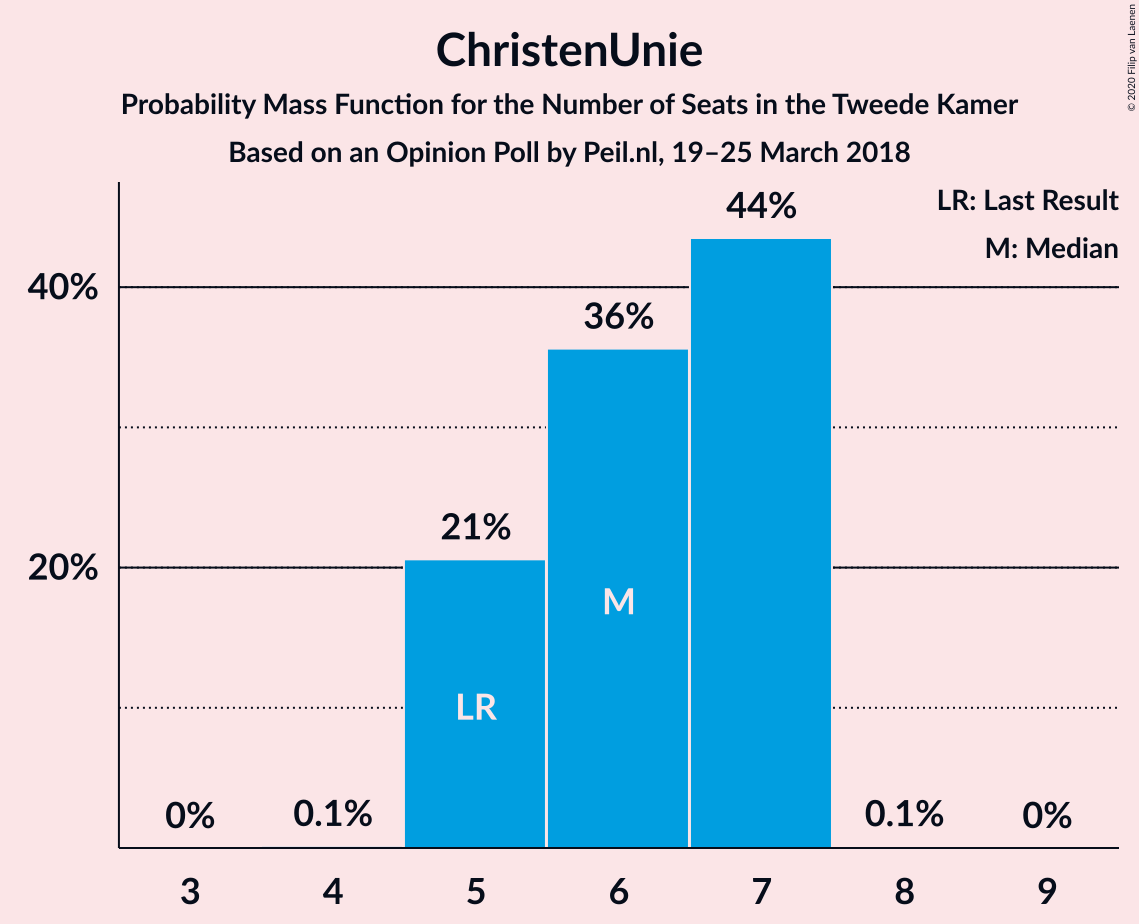 ChristenUnie
Probability Mass Function for the Number of Seats in the Tweede Kamer
Based on an Opinion Poll by Peil.nl, 19–25 March 2018
© 2020 Filip van Laenen
LR: Last Result
M: Median
44%
40%
36%
21%
20%
M
LR
0%
0.1%
0.1%
0%
3
4
5
6
7
8
9